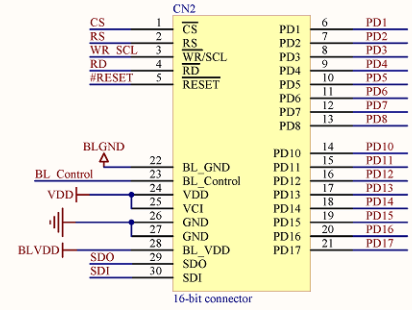 CN2
CS 1 CS PD1 6 PD1
RS 2 RS PD2 7 PD2
WR SCL 3 WR/SCL PD3 8 PD3
RD 4 RD PD4 9 PD4
#RESET 5 RESET PD5 10 PD5
PD6 11 PD6
PD7 12 PD7
PD8 13 PD8
BLGND PD10 14 PD10
22 BL_GND PD11 15 PD11
BL_Control 23 BL_Control PD12 16 PD12
VDD 24 VDD PD13 17 PD13
25 VCI PD14 18 PD14
26 GND PD15 19 PD15
27 GND PD16 20 PD16
BLVDD 28 BL_VDD PD17 21 PD17
SDO 29 SDO
SDI 30 SDI
16-bit connector